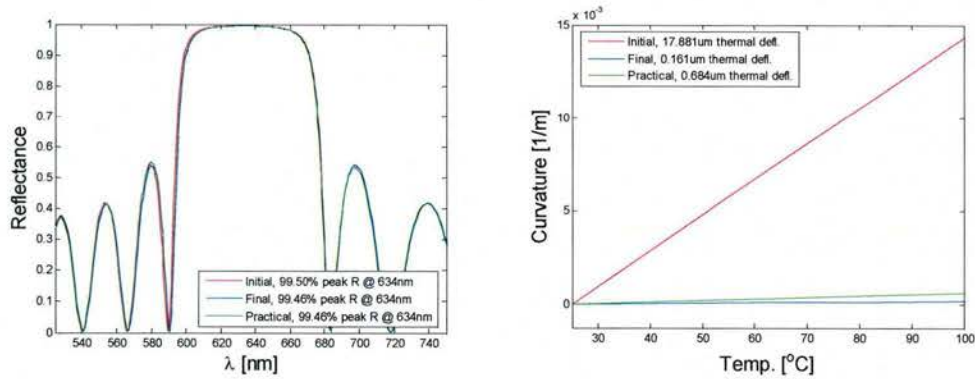 Reflectance
1
0.9
0.8
0.7
0.6
0.5
0.4
0.3
0.2
0.1
0
Initial, 99.50% peak R @ 634nm
Final, 99.46% peak R @ 634nm
Practical, 99.46% peak R @ 634nm
540 560 580 600 620 640 660 680 700 720 740
λ [nm]
Curvature [1/m]
x 10⁻³
15
10
5
0
Initial, 17.681um thermal defl.
Final, 0.161um thermal defl.
Practical, 0.684um thermal defl.
30 40 50 60 70 80 90 100
Temp. [°C]